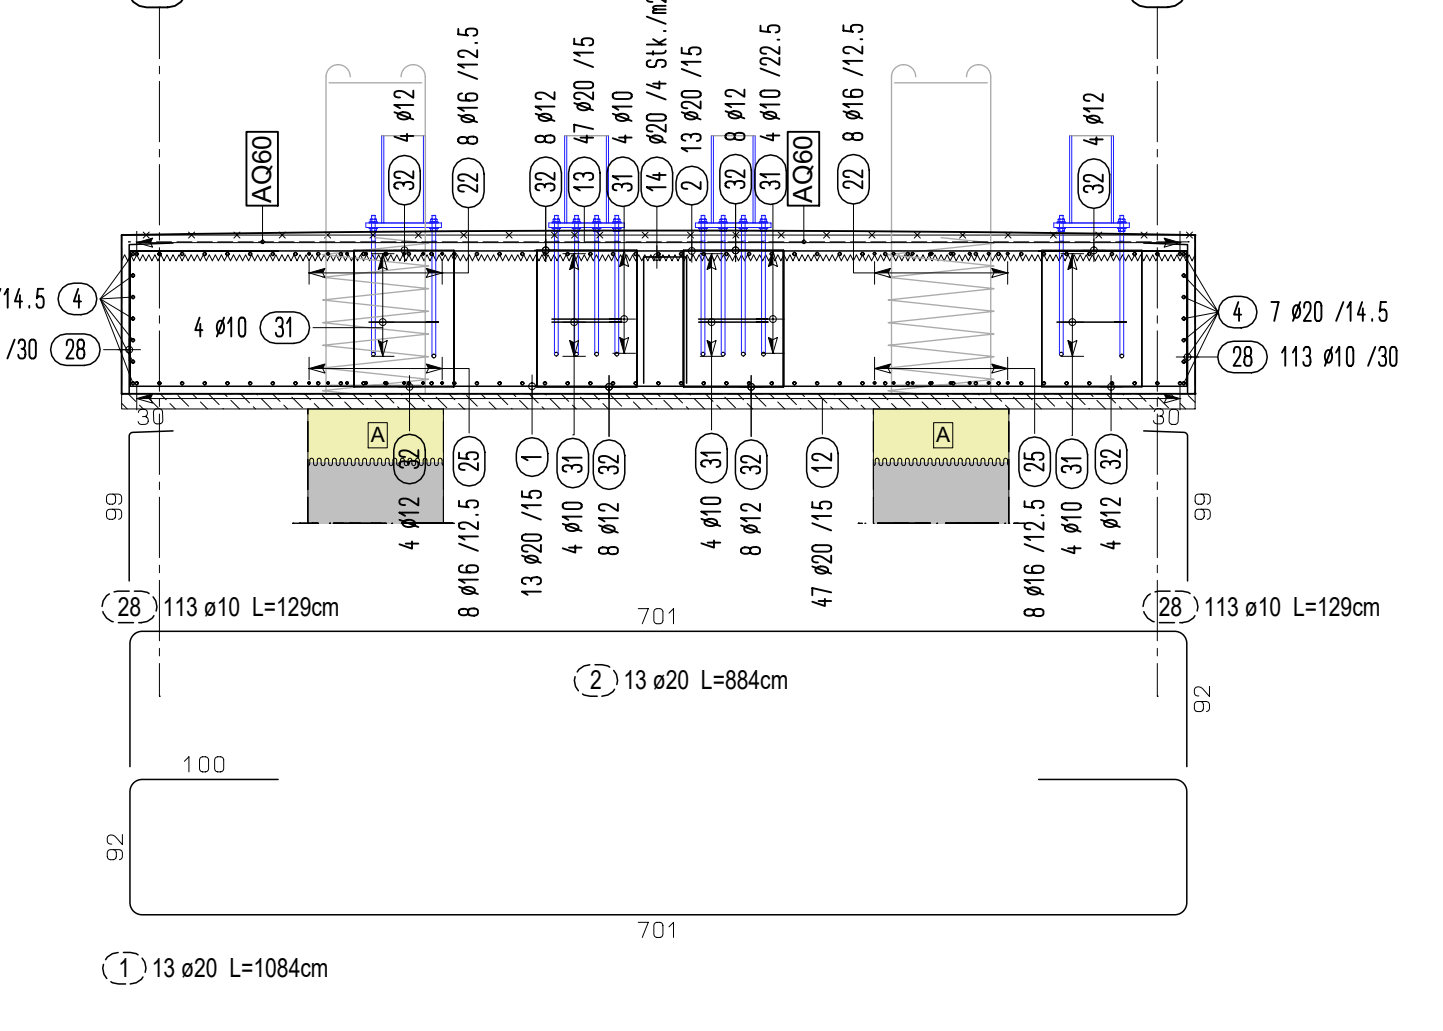 4 ø12
8 ø16 /12.5
8 ø12
47 ø20 /15
4 ø10
ø20 /4 Stk./m2
13 ø20 /15
8 ø12
4 ø10 /22.5
8 ø16 /12.5
4 ø12
AQ60
32
22
32
13
31
14
2
32
31
AQ60
22
32
/14.5 4
4 ø10 31
/30 28
4 7 ø20 /14.5
28 113 ø10 /30
30
30
A
A
32
25
1
31
32
31
32
12
25
31
32
4 ø12
8 ø16 /12.5
13 ø20 /15
4 ø10
8 ø12
4 ø10
8 ø12
47 ø20 /15
8 ø16 /12.5
4 ø10
4 ø12
99
99
28 113 ø10 L=129cm
28 113 ø10 L=129cm
701
2 13 ø20 L=884cm
92
100
92
701
1 13 ø20 L=1084cm